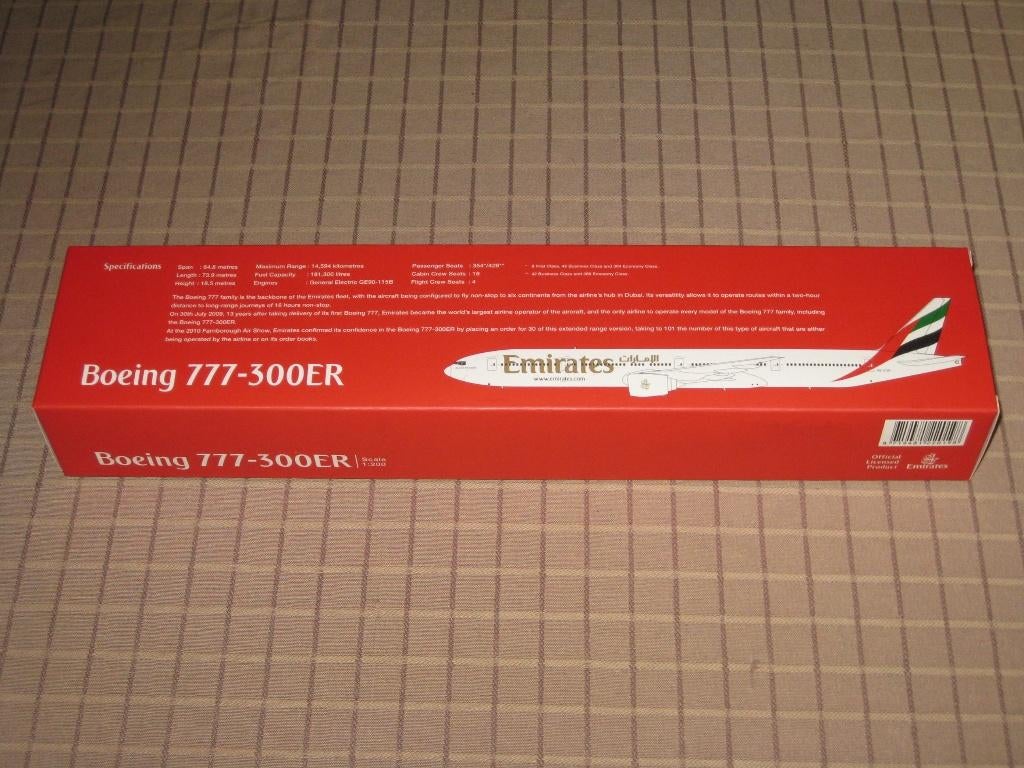 Specifications
Span : 64.8 metres
Length : 73.9 metres
Height : 18.5 metres
Maximum Range : 14,594 kilometres
Fuel Capacity : 181,300 litres
Engines : General Electric GE90-115B
Passenger Seats : 354*/428**
Cabin Crew Seats : 18
Flight Crew Seats : 4
The Boeing 777 family is the backbone of the Emirates fleet, with the aircraft being configured to fly non-stop to six continents from the airline's hub in Dubai. Its versatility allows it to operate routes within a two-hour
distance to long-range journeys of 16 hours non-stop.
On 30th July 2009, 13 years after taking delivery of its first Boeing 777, Emirates became the world's largest airline operator of the aircraft, and the only airline to operate every model of the Boeing 777 family, including
the Boeing 777-300ER.
At the 2010 Farnborough Air Show, Emirates confirmed its confidence in the Boeing 777-300ER by placing an order for 30 of this extended range version, taking to 101 the number of this type of aircraft that are either
being operated by the airline or on its order books.
Boeing 777-300ER
Emirates الإمارات
www.emirates.com
Boeing 777-300ER
Scale
1:200
Official
Licensed
Product
Emirates